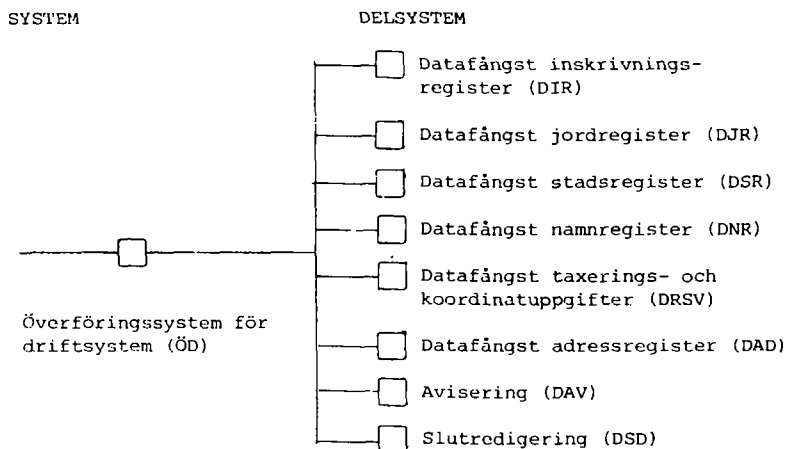 SYSTEM
DELSYSTEM
Datafångst inskrivnings-
register (DIR)
Datafångst jordregister (DJR)
Datafångst stadsregister (DSR)
Datafångst namnregister (DNR)
Datafångst taxerings- och
koordinatuppgifter (DRSV)
Överföringssystem för
driftsystem (ÖD)
Datafångst adressregister (DAD)
Avisering (DAV)
Slutredigering (DSD)